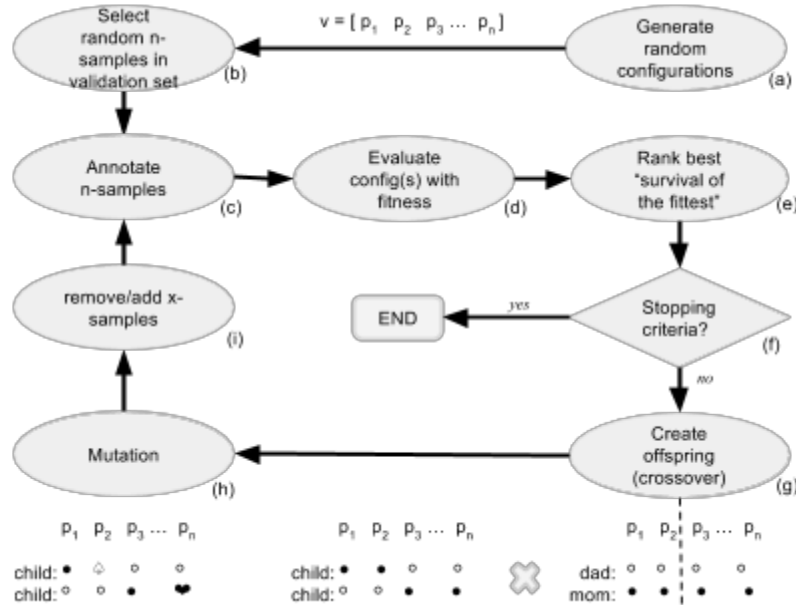 Select
random n-
samples in
validation set
(b)
v = [ p1 p2 p3 ... pn ]
Generate
random
configurations
(a)
Annotate
n-samples
(c)
Evaluate
config(s) with
fitness
(d)
Rank best
"survival of
the fittest"
(e)
remove/add x-
samples
(i)
END
yes
Stopping
criteria?
(f)
no
Mutation
(h)
Create
offspring
(crossover)
(g)
p1 p2 p3 ... pn
child:
child:
p1 p2 p3 ... pn
child:
child:
p1 p2 p3 ... pn
dad:
mom: